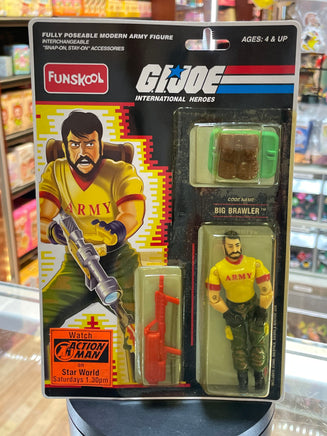 FULLY POSEABLE MODERN ARMY FIGURE
INTERCHANGEABLE
"SNAP-ON, STAY-ON" ACCESSORIES
AGES: 4 & UP
FUNSKOOL
G.I.JOE
INTERNATIONAL HEROES
CODE NAME:
BIG BRAWLER
ARMY
ARMY
Watch
ACTION
MAN
on
Star World
Saturdays 1.30pm